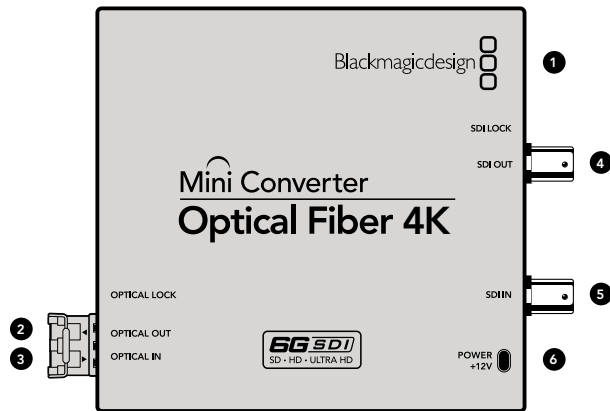 Blackmagicdesign
1
SDI LOCK
SDI OUT
4
Mini Converter
Optical Fiber 4K
OPTICAL LOCK
SDI IN
5
2
OPTICAL OUT
3
OPTICAL IN
6G SDI
SD • HD • ULTRA HD
POWER
+12V
6